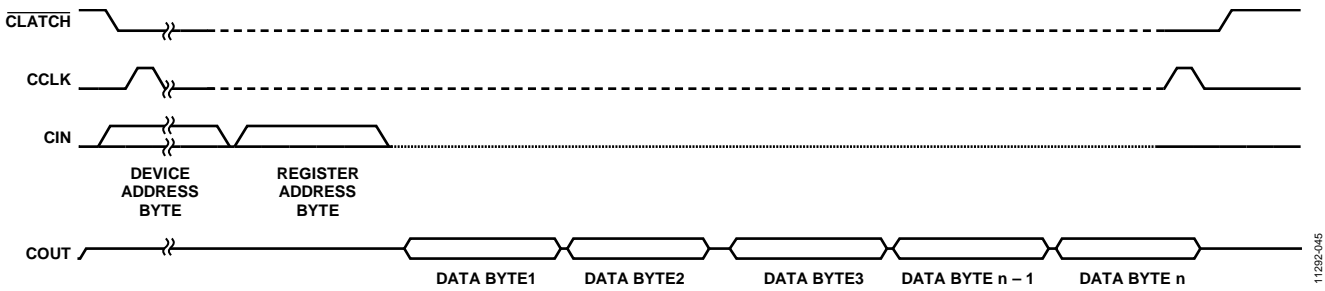 CLATCH
CCLK
CIN
DEVICE
ADDRESS
BYTE
REGISTER
ADDRESS
BYTE
COUT
DATA BYTE1
DATA BYTE2
DATA BYTE3
DATA BYTE n – 1
DATA BYTE n
11292-045